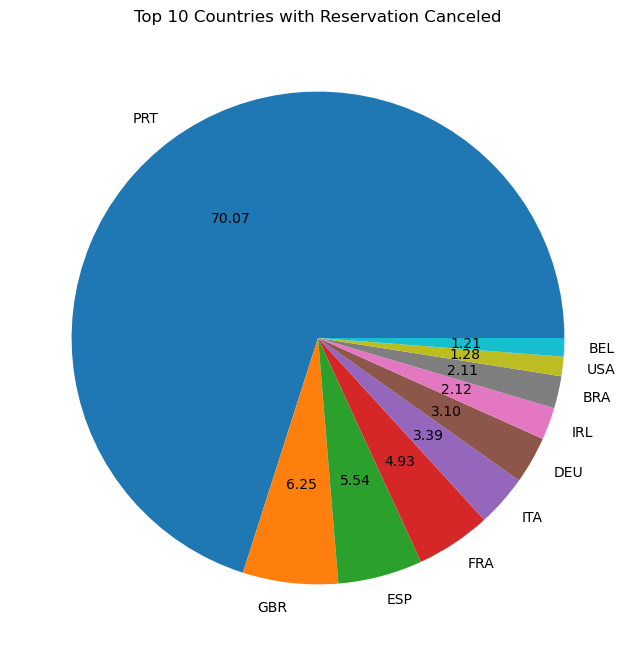 Top 10 Countries with Reservation Canceled
PRT
70.07
GBR
6.25
ESP
5.54
FRA
4.93
ITA
3.39
DEU
3.10
IRL
2.12
BRA
2.11
USA
1.28
BEL
1.21